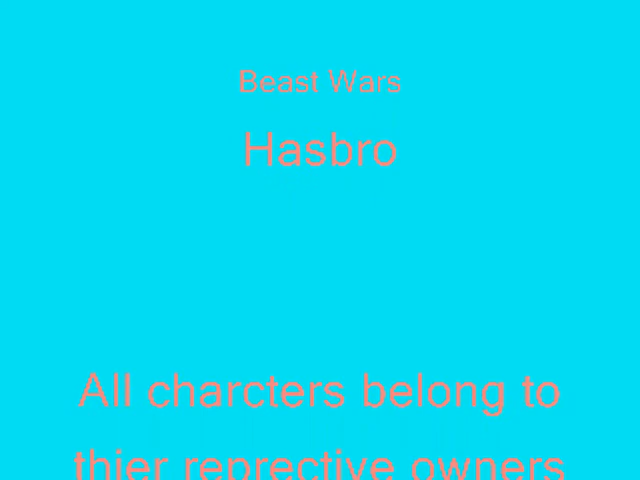 Beast Wars
Hasbro
All charcters belong to
thier reprective owners